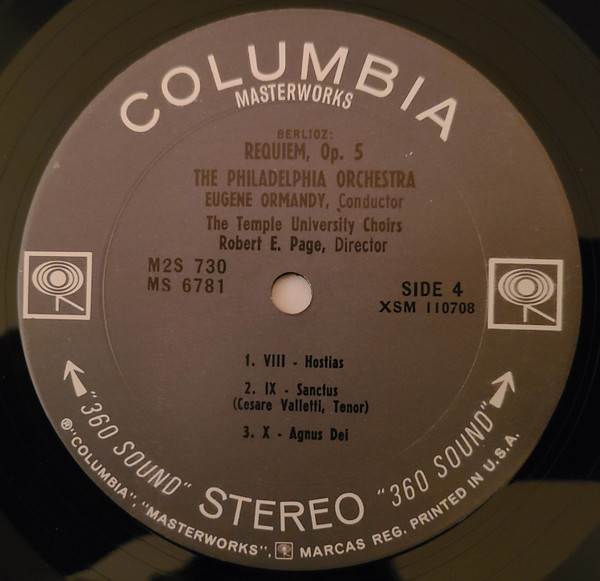 COLUMBIA
MASTERWORKS
BERLIOZ:
REQUIEM, Op. 5
THE PHILADELPHIA ORCHESTRA
EUGENE ORMANDY, Conductor
The Temple University Choirs
Robert E. Page, Director
M2S 730
MS 6781
SIDE 4
XSM 110708
1. VIII - Hostias
2. IX - Sanctus
(Cesare Valletti, Tenor)
3. X - Agnus Dei
"360 SOUND" STEREO "360 SOUND"
®"COLUMBIA", "MASTERWORKS", MARCAS REG. PRINTED IN U.S.A.